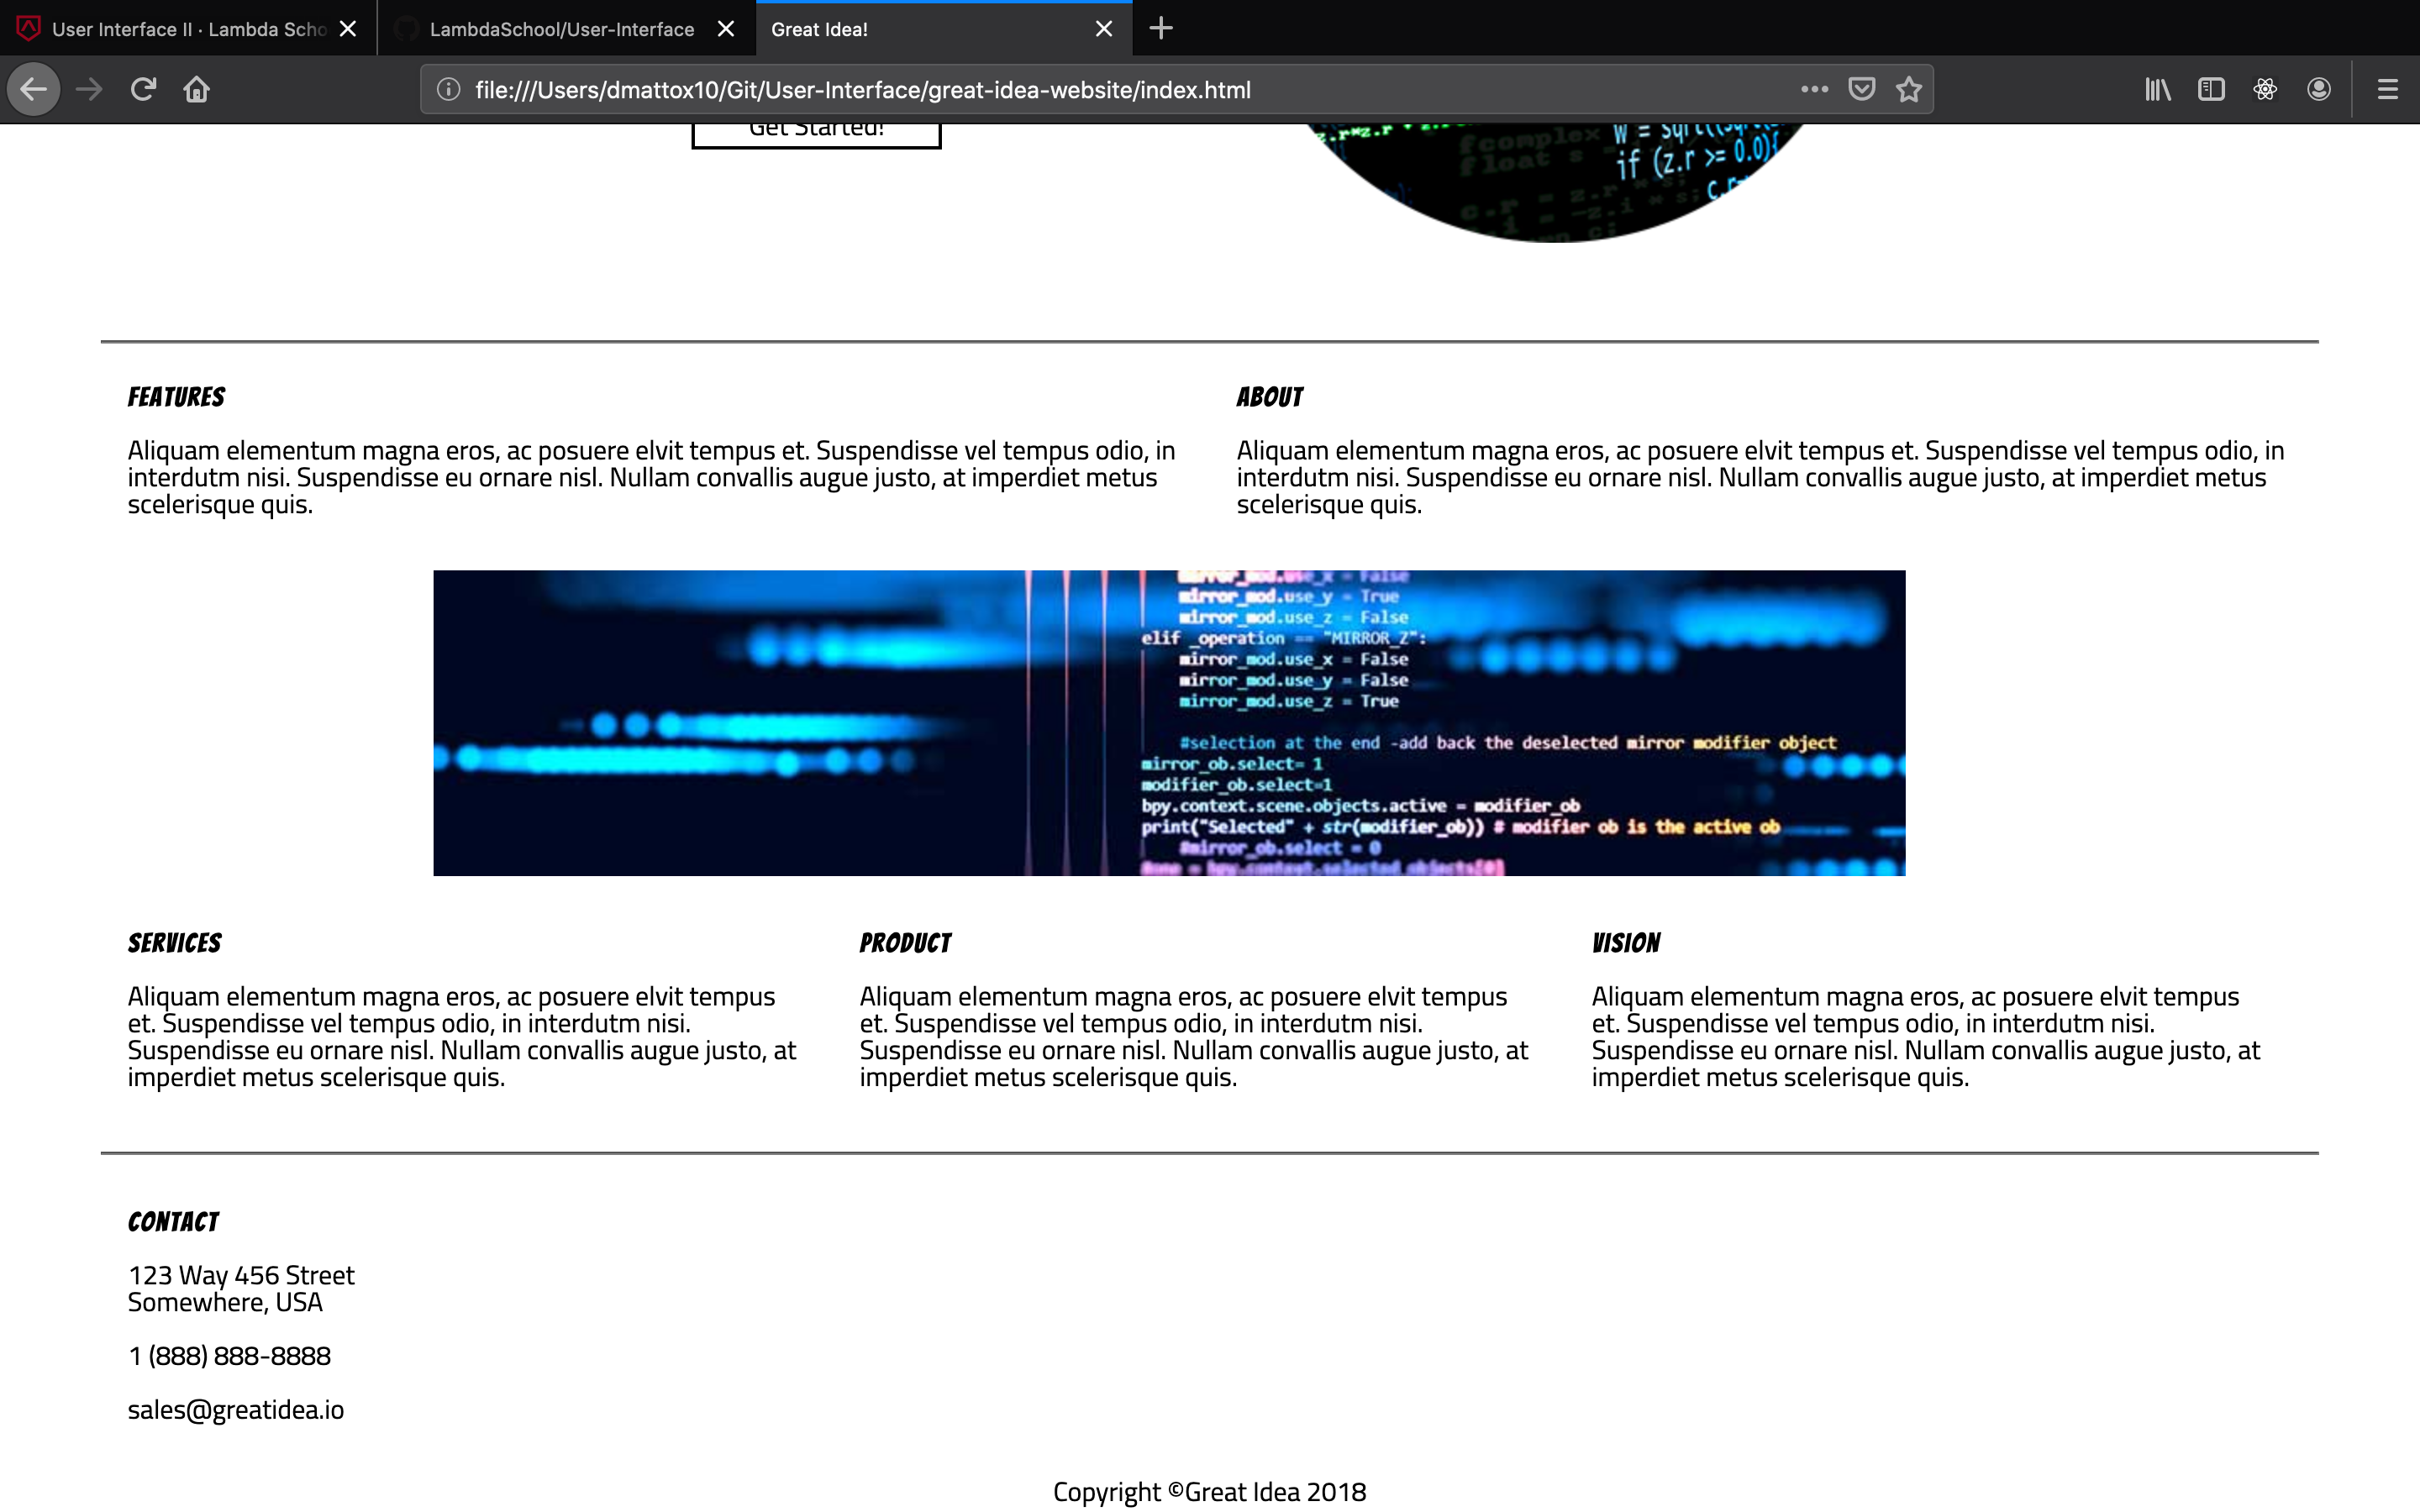 User Interface II · Lambda Scho
LambdaSchool/User-Interface
Great Idea!
file:///Users/dmattox10/Git/User-Interface/great-idea-website/index.html
Get Started!
fcomplex
float s
if (z.r >= 0.0){
c.r = z.r * s;
FEATURES
Aliquam elementum magna eros, ac posuere elvit tempus et. Suspendisse vel tempus odio, in
interdutm nisi. Suspendisse eu ornare nisl. Nullam convallis augue justo, at imperdiet metus
scelerisque quis.
ABOUT
Aliquam elementum magna eros, ac posuere elvit tempus et. Suspendisse vel tempus odio, in
interdutm nisi. Suspendisse eu ornare nisl. Nullam convallis augue justo, at imperdiet metus
scelerisque quis.
mirror_mod.use_x = False
mirror_mod.use_y = True
mirror_mod.use_z = False
elif _operation == "MIRROR_Z":
mirror_mod.use_x = False
mirror_mod.use_y = False
mirror_mod.use_z = True
#selection at the end -add back the deselected mirror modifier object
mirror_ob.select= 1
modifier_ob.select=1
bpy.context.scene.objects.active = modifier_ob
print("Selected" + str(modifier_ob)) # modifier ob is the active ob
#mirror_ob.select = 0
= bpy.context.selected_objects[0]
SERVICES
Aliquam elementum magna eros, ac posuere elvit tempus
et. Suspendisse vel tempus odio, in interdutm nisi.
Suspendisse eu ornare nisl. Nullam convallis augue justo, at
imperdiet metus scelerisque quis.
PRODUCT
Aliquam elementum magna eros, ac posuere elvit tempus
et. Suspendisse vel tempus odio, in interdutm nisi.
Suspendisse eu ornare nisl. Nullam convallis augue justo, at
imperdiet metus scelerisque quis.
VISION
Aliquam elementum magna eros, ac posuere elvit tempus
et. Suspendisse vel tempus odio, in interdutm nisi.
Suspendisse eu ornare nisl. Nullam convallis augue justo, at
imperdiet metus scelerisque quis.
CONTACT
123 Way 456 Street
Somewhere, USA
1 (888) 888-8888
sales@greatidea.io
Copyright ©Great Idea 2018